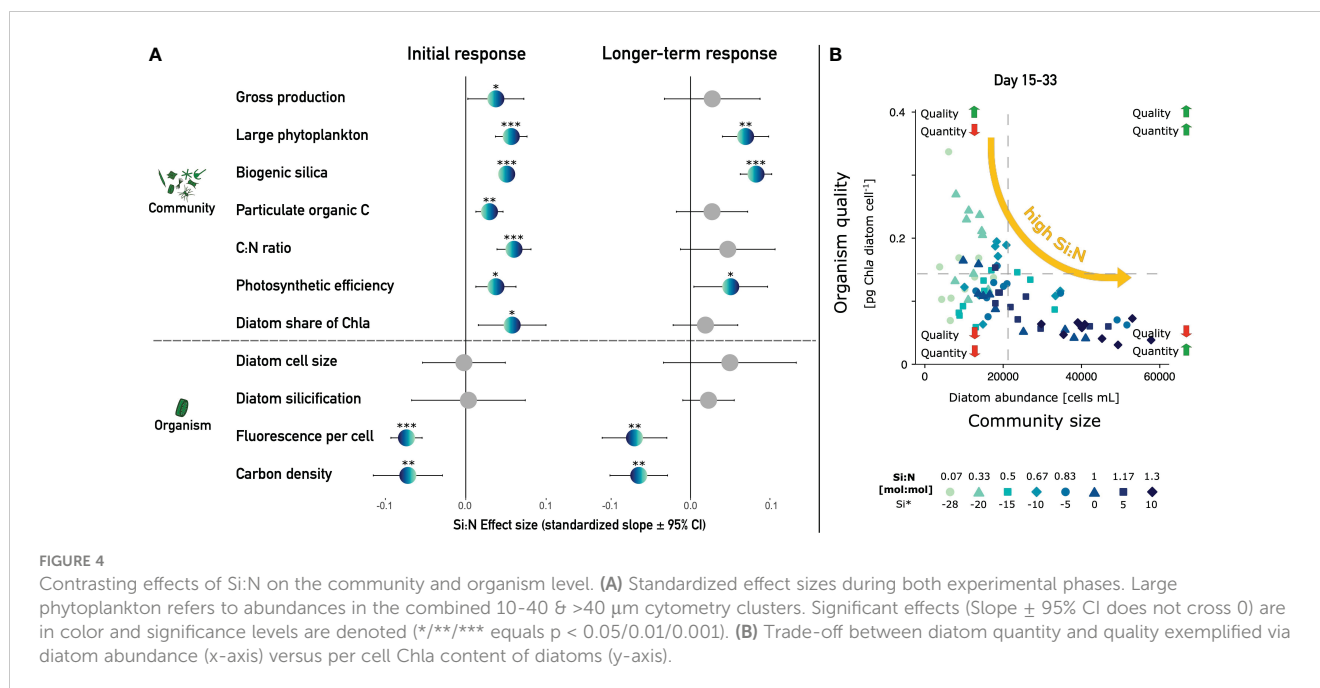 A
Initial response
Longer-term response
Gross production
*
Large phytoplankton
***
**
Biogenic silica
***
***
Particulate organic C
**
C:N ratio
***
Photosynthetic efficiency
*
*
Diatom share of Chla
*
Community
Diatom cell size
Diatom silicification
Fluorescence per cell
***
**
Carbon density
**
**
Organism
-0.1 0.0 0.1 -0.1 0.0 0.1
Si:N Effect size (standardized slope ± 95% CI)
B
Day 15-33
0.4
0.2
0
Organism quality
[pg Chla diatom cell-1]
Quality
Quantity
Quality
Quantity
high Si:N
Quality
Quantity
Quality
Quantity
0 20000 40000 60000
Diatom abundance [cells mL]
Community size
Si:N 0.07 0.33 0.5 0.67 0.83 1 1.17 1.3
[mol:mol]
Si* -28 -20 -15 -10 -5 0 5 10
FIGURE 4
Contrasting effects of Si:N on the community and organism level. (A) Standardized effect sizes during both experimental phases. Large
phytoplankton refers to abundances in the combined 10-40 & >40 μm cytometry clusters. Significant effects (Slope ± 95% CI does not cross 0) are
in color and significance levels are denoted (*/**/*** equals p < 0.05/0.01/0.001). (B) Trade-off between diatom quantity and quality exemplified via
diatom abundance (x-axis) versus per cell Chla content of diatoms (y-axis).